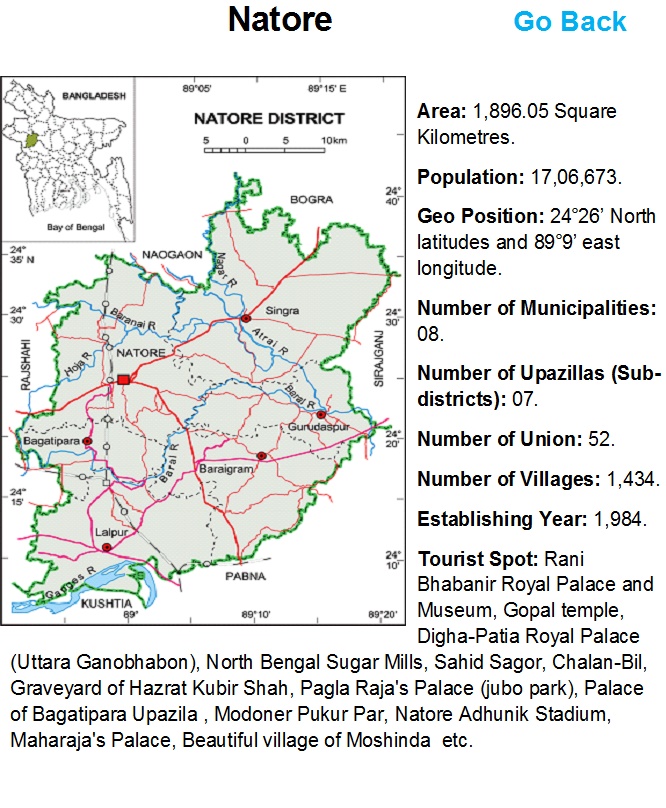 Natore
Go Back
BANGLADESH
Bay of Bengal
89°05'
89°15' E
NATORE DISTRICT
5 0 5 10km
24° 40'
24° 35' N
24° 30'
24° 30'
24° 20'
24° 15'
24° 10'
89°
89°10'
89°20'
BOGRA
NAOGAON
Nagar R
Singra
Baranai R
Atrai R
NATORE
Hoja R
RAJSHAHI
SIRAJGANJ
Baral R
Gurudaspur
Bagatipara
Baral R
Baraigram
Lalpur
PABNA
Ganges R
KUSHTIA
Area: 1,896.05 Square
Kilometres.
Population: 17,06,673.
Geo Position: 24°26’ North
latitudes and 89°9’ east
longitude.
Number of Municipalities:
08.
Number of Upazillas (Sub-
districts): 07.
Number of Union: 52.
Number of Villages: 1,434.
Establishing Year: 1,984.
Tourist Spot: Rani
Bhabanir Royal Palace and
Museum, Gopal temple,
Digha-Patia Royal Palace
(Uttara Ganobhabon), North Bengal Sugar Mills, Sahid Sagor, Chalan-Bil,
Graveyard of Hazrat Kubir Shah, Pagla Raja's Palace (jubo park), Palace
of Bagatipara Upazila , Modoner Pukur Par, Natore Adhunik Stadium,
Maharaja's Palace, Beautiful village of Moshinda etc.